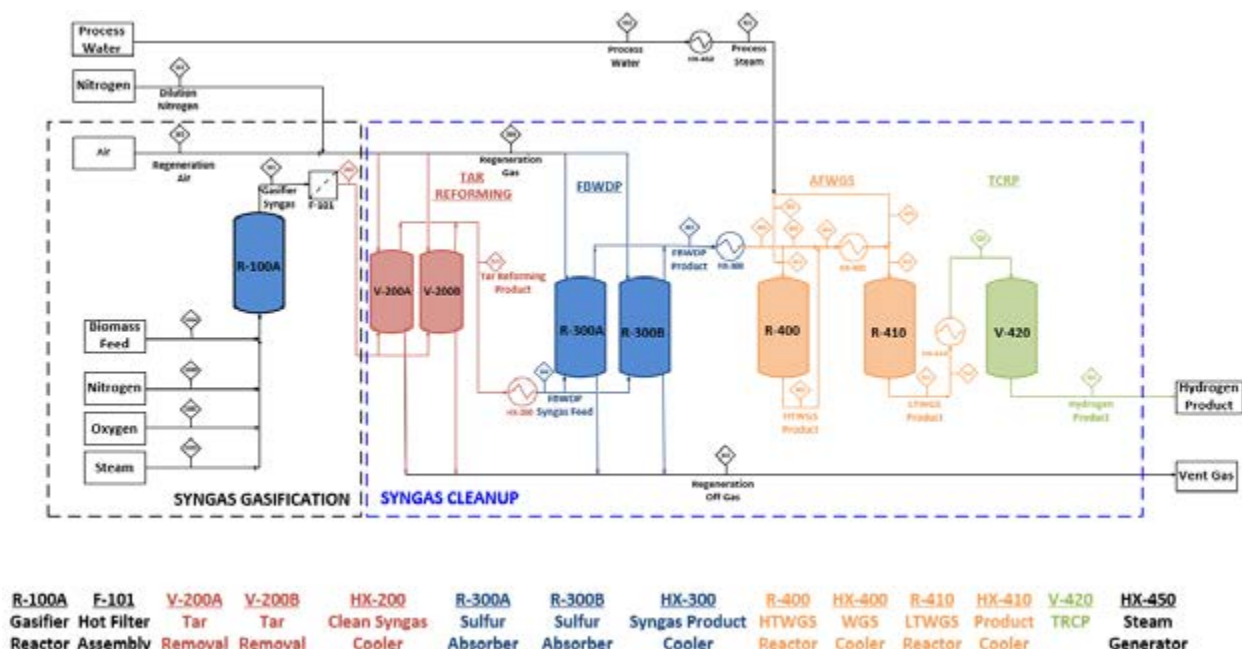 Process
Water
Process
Water
HX-450
Process
Steam
Nitrogen
Dilution
Nitrogen
Air
Regeneration
Air
Regeneration
Gas
Gasifier
Syngas
F-101
TAR
REFORMING
FBWDP
AFWGS
TCRP
R-100A
V-200A
V-200B
Tar Reforming
Product
FBWDP
Product
HX-300
HX-400
R-300A
R-300B
R-400
R-410
HX-410
V-420
Biomass
Feed
Nitrogen
Oxygen
Steam
HX-200
FBWDP
Syngas Feed
HTWGS
Product
LTWGS
Product
Hydrogen
Product
Hydrogen
Product
Regeneration
Off Gas
Vent Gas
SYNGAS GASIFICATION
SYNGAS CLEANUP
R-100A F-101 V-200A V-200B HX-200 R-300A R-300B HX-300 R-400 HX-400 R-410 HX-410 V-420 HX-450
Gasifier Hot Filter Tar Tar Clean Syngas Sulfur Sulfur Syngas Product HTWGS WGS LTWGS Product TRCP Steam
Reactor Assembly Removal Removal Cooler Absorber Absorber Cooler Reactor Cooler Reactor Cooler Generator